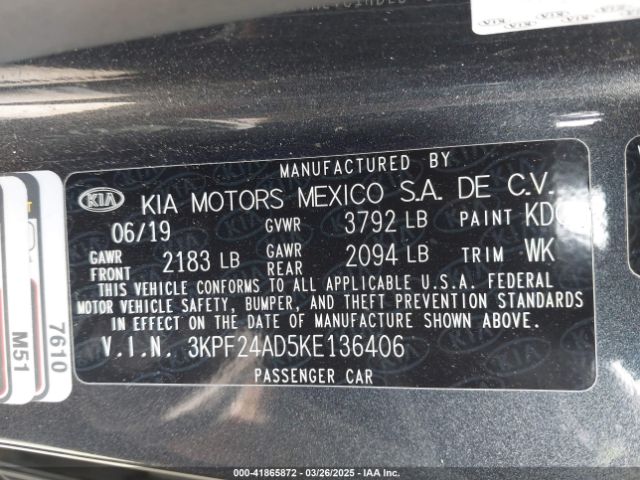 KIA
MANUFACTURED BY
KIA KIA MOTORS MEXICO S.A. DE C.V.
06/19 GVWR 3792 LB PAINT
GAWR FRONT 2183 LB GAWR REAR 2094 LB TRIM WK
THIS VEHICLE CONFORMS TO ALL APPLICABLE U.S.A. FEDERAL
MOTOR VEHICLE SAFETY, BUMPER, AND THEFT PREVENTION STANDARDS
IN EFFECT ON THE DATE OF MANUFACTURE SHOWN ABOVE.
V.I.N. 3KPF24AD5KE136406
PASSENGER CAR
7610
M51
000-41865872 | 03/26/2025 | IAA Inc.